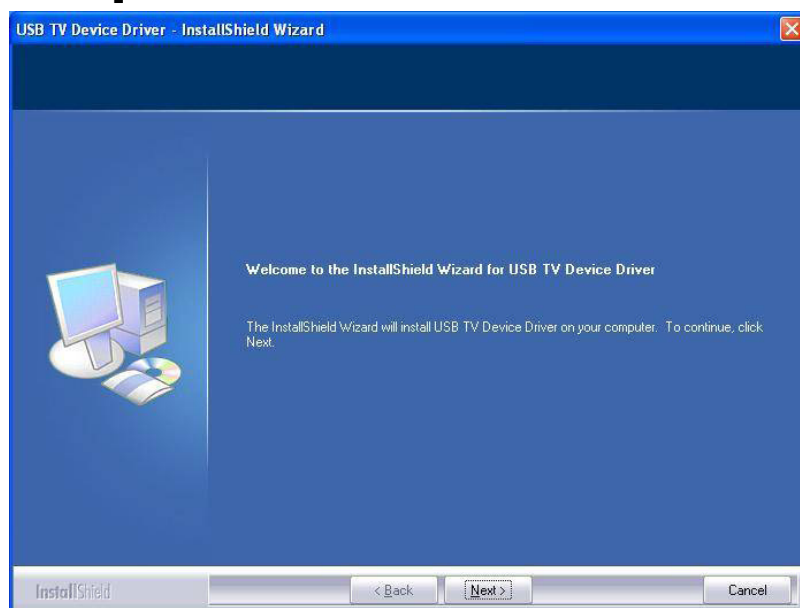 USB TV Device Driver - InstallShield Wizard
Welcome to the InstallShield Wizard for USB TV Device Driver
The InstallShield Wizard will install USB TV Device Driver on your computer. To continue, click
Next.
InstallShield
< Back
Next >
Cancel